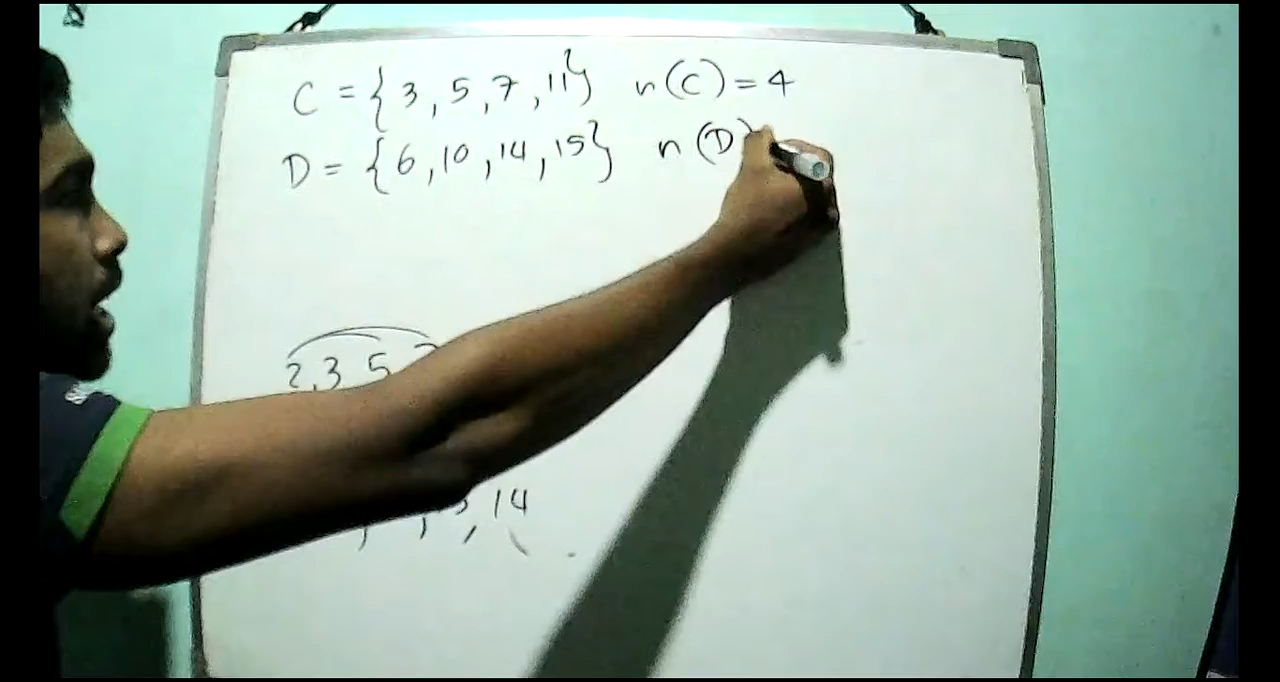 C = {3, 5, 7, 11} n(C) = 4
D = {6, 10, 14, 15} n(D)
2, 3 5
, 14